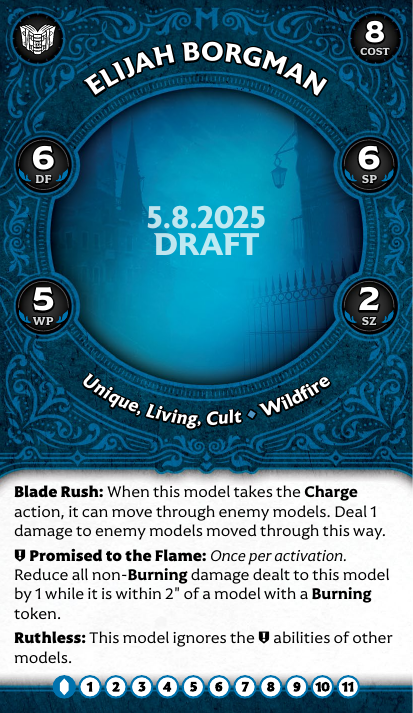 8
COST
ELIJAH BORGMAN
6
DF
6
SP
5.8.2025
DRAFT
5
WP
2
SZ
Unique, Living, Cult • Wildfire
Blade Rush: When this model takes the Charge
action, it can move through enemy models. Deal 1
damage to enemy models moved through this way.
Promised to the Flame: Once per activation.
Reduce all non-Burning damage dealt to this model
by 1 while it is within 2" of a model with a Burning
token.
Ruthless: This model ignores the abilities of other
models.
1 2 3 4 5 6 7 8 9 10 11